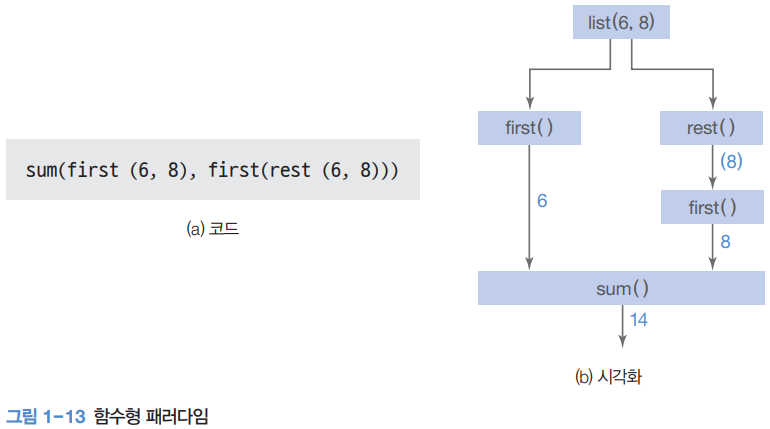 sum(first (6, 8), first(rest (6, 8)))
(a) 코드
list(6, 8)
first()
rest()
(8)
6
first()
8
sum()
14
(b) 시각화
그림 1-13 함수형 패러다임